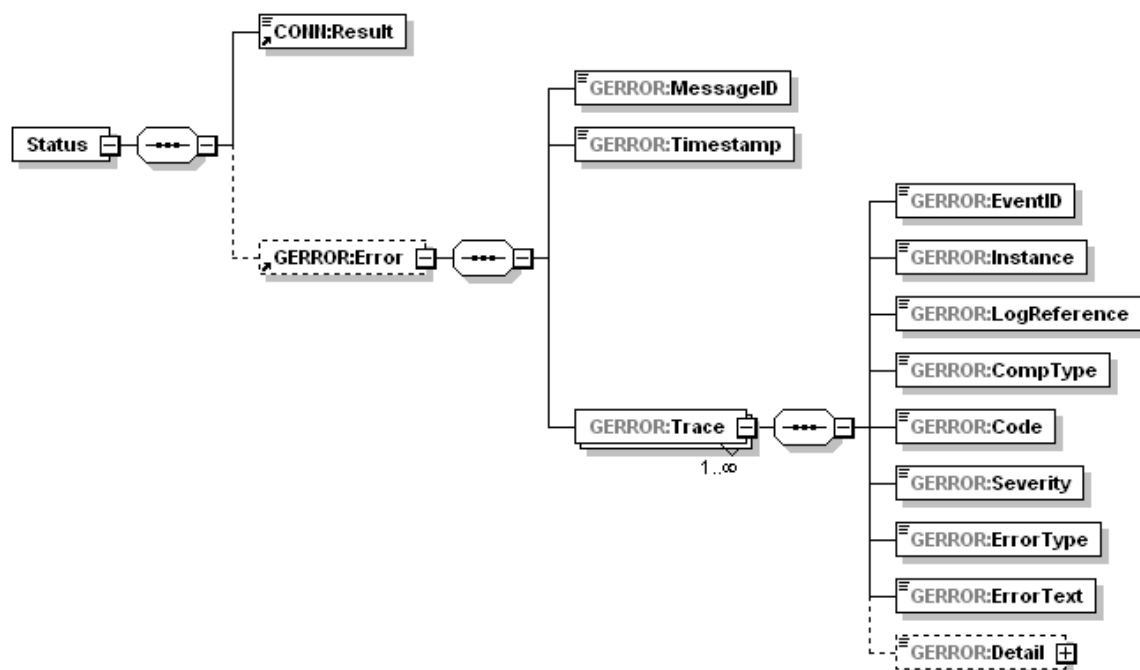 CONN:Result
GERROR:MessageID
GERROR:Timestamp
Status
GERROR:EventID
GERROR:Error
GERROR:Instance
GERROR:LogReference
GERROR:CompType
GERROR:Trace
GERROR:Code
1..∞
GERROR:Severity
GERROR:ErrorType
GERROR:ErrorText
GERROR:Detail